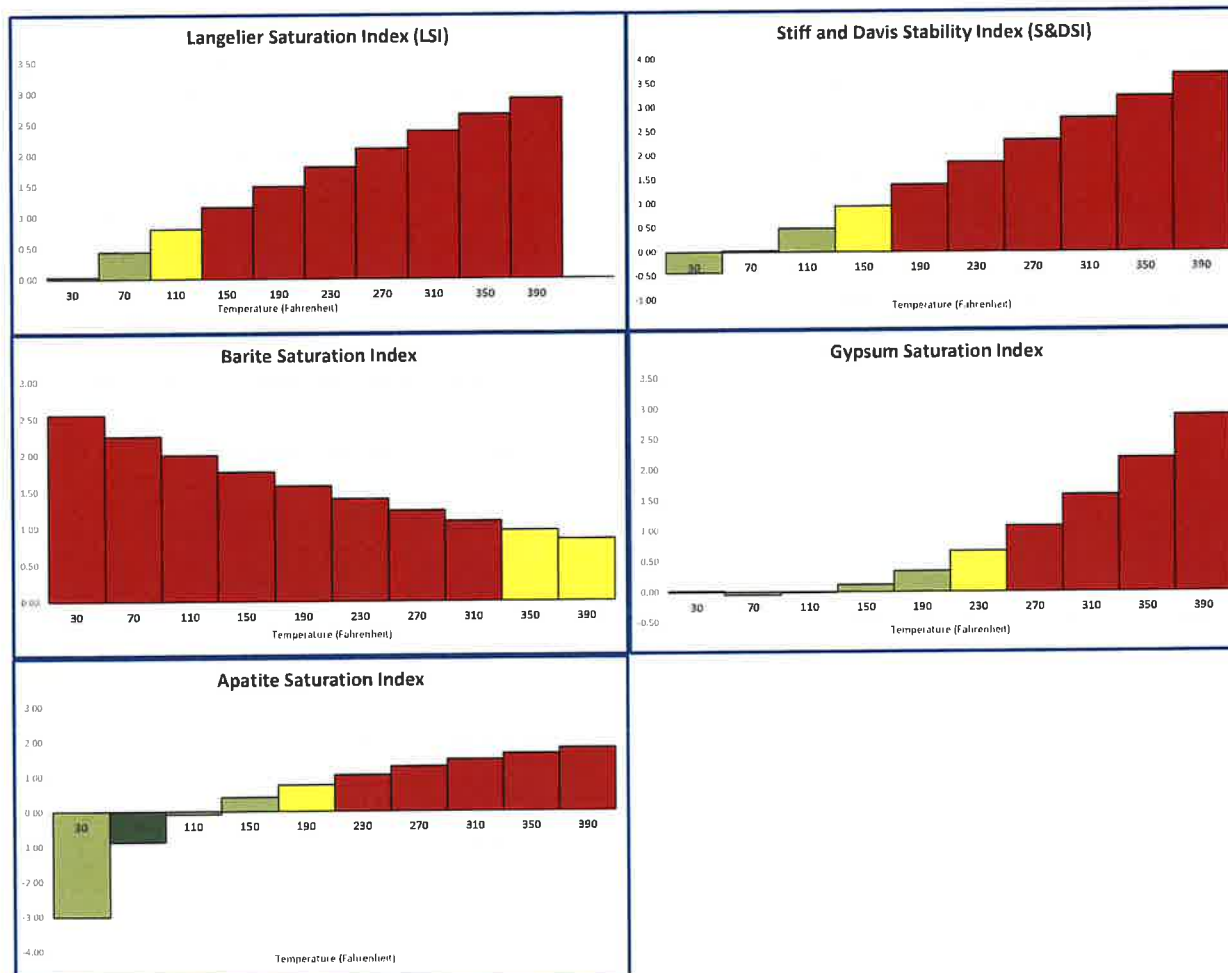 Langelier Saturation Index (LSI)
3 50
3 00
2 50
2 00
1 50
1 00
0 50
0 00
30 70 110 150 190 230 270 310 350 390
Temperature (Fahrenheit)
Stiff and Davis Stability Index (S&DSI)
4 00
3 50
3 00
2 50
2 00
1 50
1 00
0 50
0 00
-0 50
-1 00
30 70 110 150 190 230 270 310 350 390
Temperature (Fahrenheit)
Barite Saturation Index
3 00
2 50
2 00
1 50
1 00
0 50
0 00
30 70 110 150 190 230 270 310 350 390
Temperature (Fahrenheit)
Gypsum Saturation Index
3 50
3 00
2 50
2 00
1 50
1 00
0 50
0 00
-0 50
30 70 110 150 190 230 270 310 350 390
Temperature (Fahrenheit)
Apatite Saturation Index
3 00
2 00
1 00
0 00
-1 00
-2 00
-3 00
-4.00
30 110 150 190 230 270 310 350 390
Temperature (Fahrenheit)